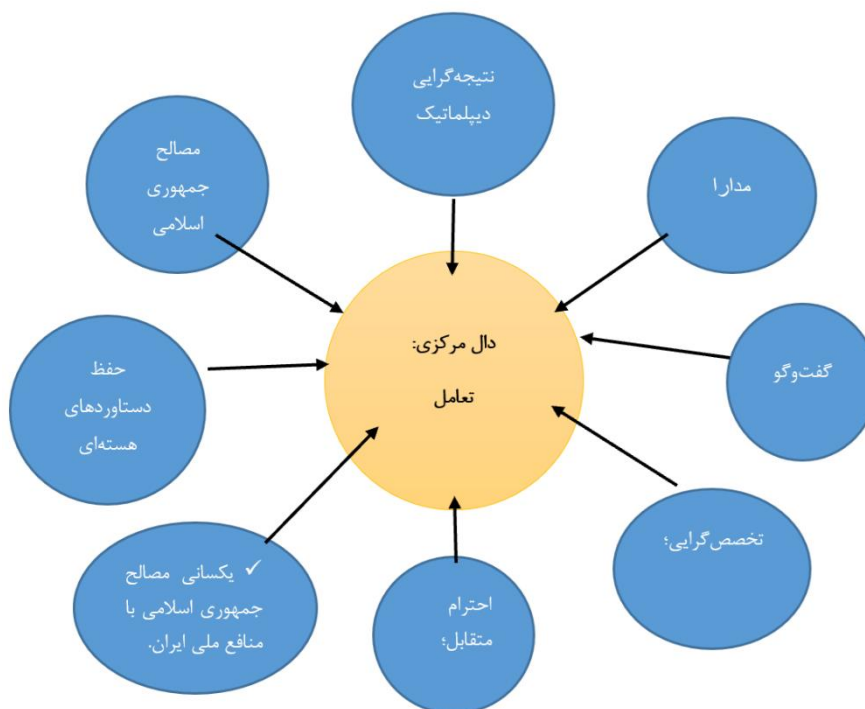 نتیجه‌گرایی
دیپلماتیک
مدارا
مصالح
جمهوری
اسلامی
دال مرکزی:
تعامل
گفت‌وگو
حفظ
دستاوردهای
هسته‌ای
تخصص‌گرایی؛
✓ یکسانی مصالح
جمهوری اسلامی با
منافع ملی ایران.
احترام
متقابل؛